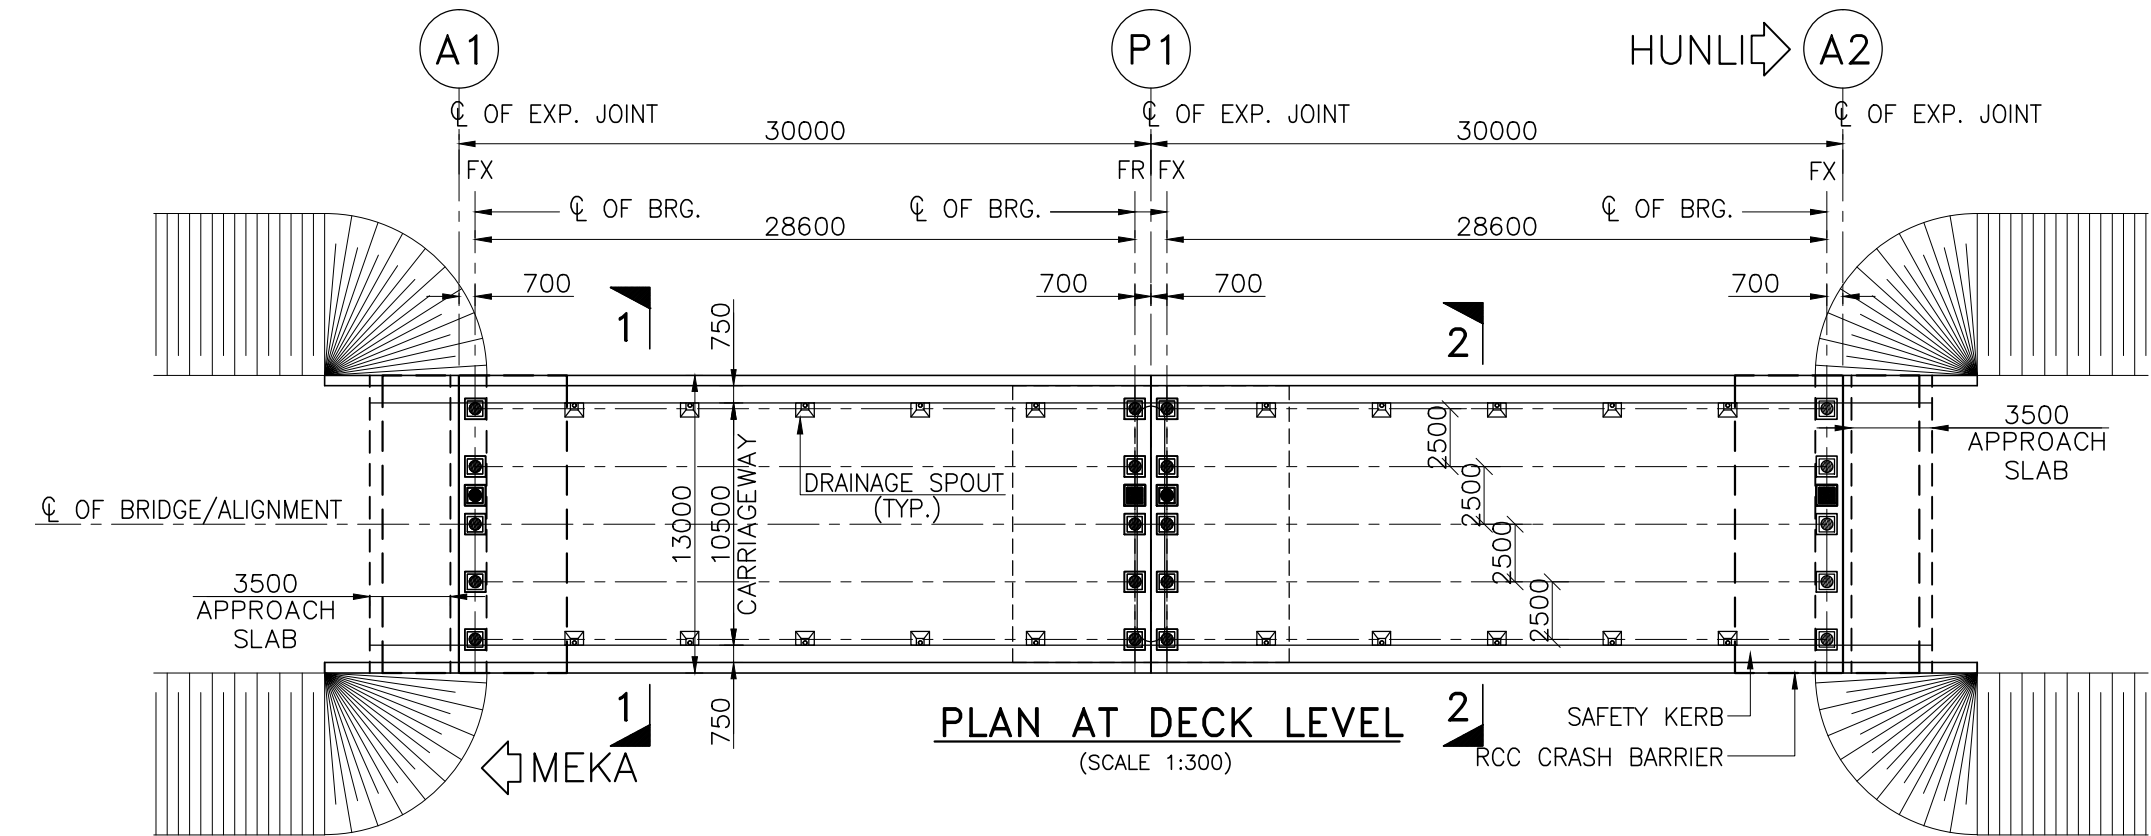 A1
P1
HUNLI
A2
℄ OF EXP. JOINT
℄ OF EXP. JOINT
℄ OF EXP. JOINT
30000
30000
FX
FR
FX
FX
℄ OF BRG.
℄ OF BRG.
℄ OF BRG.
28600
28600
700
700
700
700
1
750
2
3500
APPROACH
SLAB
2500
2500
2500
2500
DRAINAGE SPOUT
(TYP.)
℄ OF BRIDGE/ALIGNMENT
13000
10500
CARRIAGEWAY
3500
APPROACH
SLAB
1
750
2
PLAN AT DECK LEVEL
(SCALE 1:300)
SAFETY KERB
RCC CRASH BARRIER
MEKA